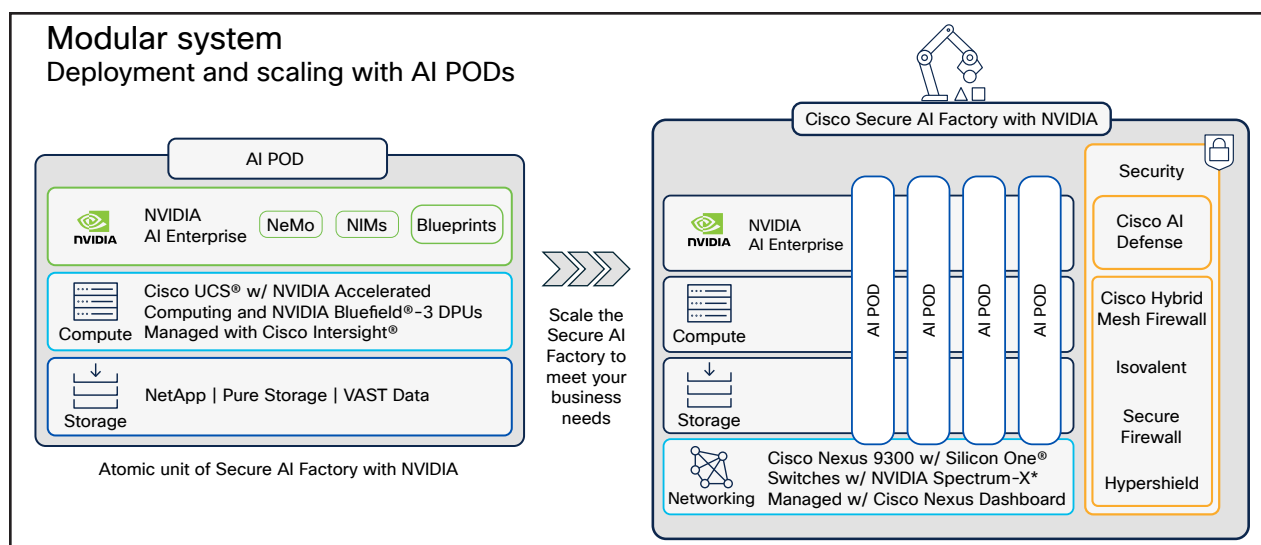 Modular system
Deployment and scaling with AI PODs
AI POD
NVIDIA
NVIDIA
AI Enterprise
NeMo
NIMs
Blueprints
Compute
Cisco UCS® w/ NVIDIA Accelerated
Computing and NVIDIA Bluefield®-3 DPUs
Managed with Cisco Intersight®
Storage
NetApp | Pure Storage | VAST Data
Atomic unit of Secure AI Factory with NVIDIA
Scale the
Secure AI
Factory to
meet your
business
needs
Cisco Secure AI Factory with NVIDIA
NVIDIA
NVIDIA
AI Enterprise
Compute
Storage
AI POD
AI POD
AI POD
AI POD
Networking
Cisco Nexus 9300 w/ Silicon One®
Switches w/ NVIDIA Spectrum-X*
Managed w/ Cisco Nexus Dashboard
Security
Cisco AI
Defense
Cisco Hybrid
Mesh Firewall
Isovalent
Secure
Firewall
Hypershield